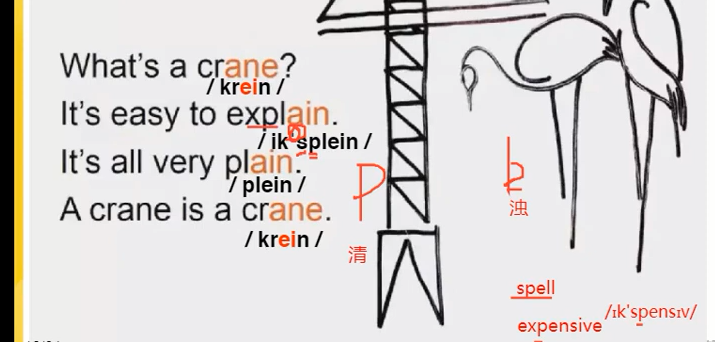 What's a crane?
/ krein /
It's easy to explain.
/ ik'splein /
It's all very plain.
/ plein /
A crane is a crane.
/ krein /
p
清
b
浊
spell
expensive /ɪk'spensɪv/